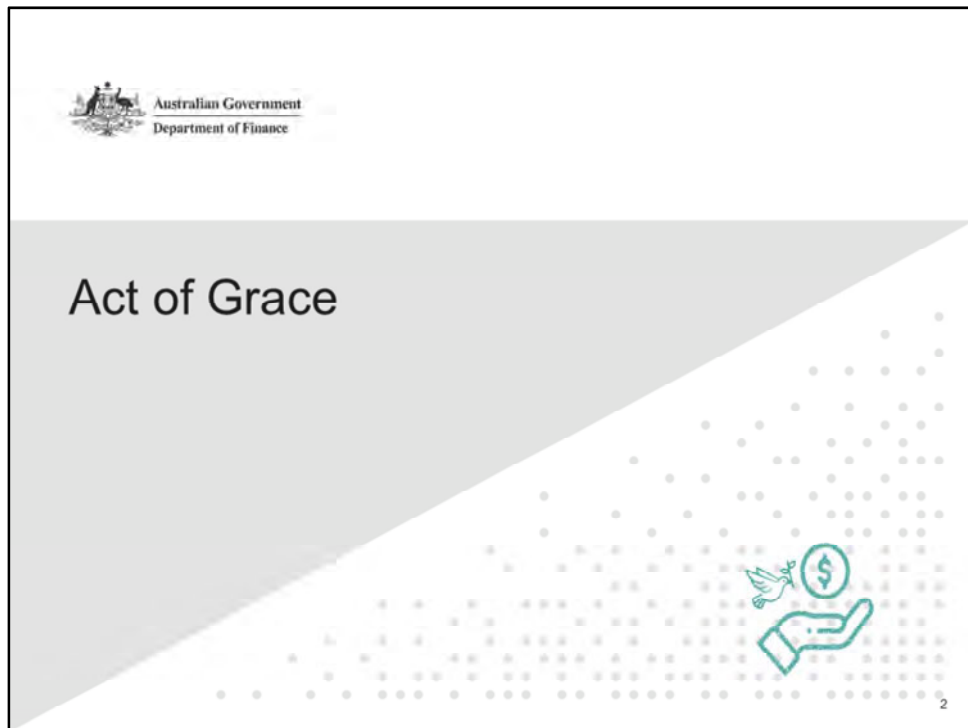 Australian Government
Department of Finance
Act of Grace
$
2